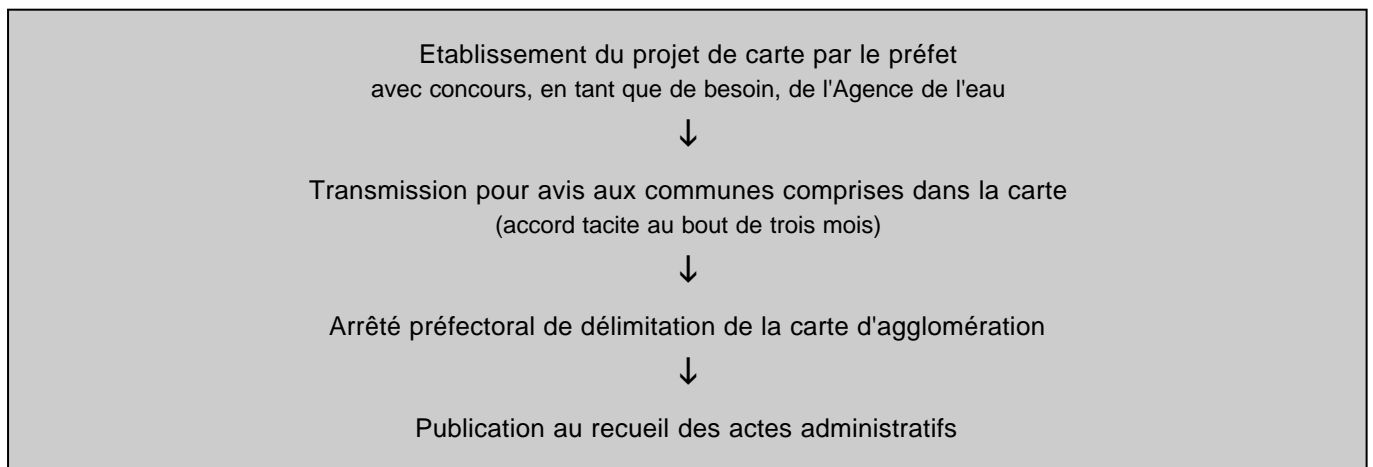 Etablissement du projet de carte par le préfet
avec concours, en tant que de besoin, de l'Agence de l'eau
↓
Transmission pour avis aux communes comprises dans la carte
(accord tacite au bout de trois mois)
↓
Arrêté préfectoral de délimitation de la carte d'agglomération
↓
Publication au recueil des actes administratifs